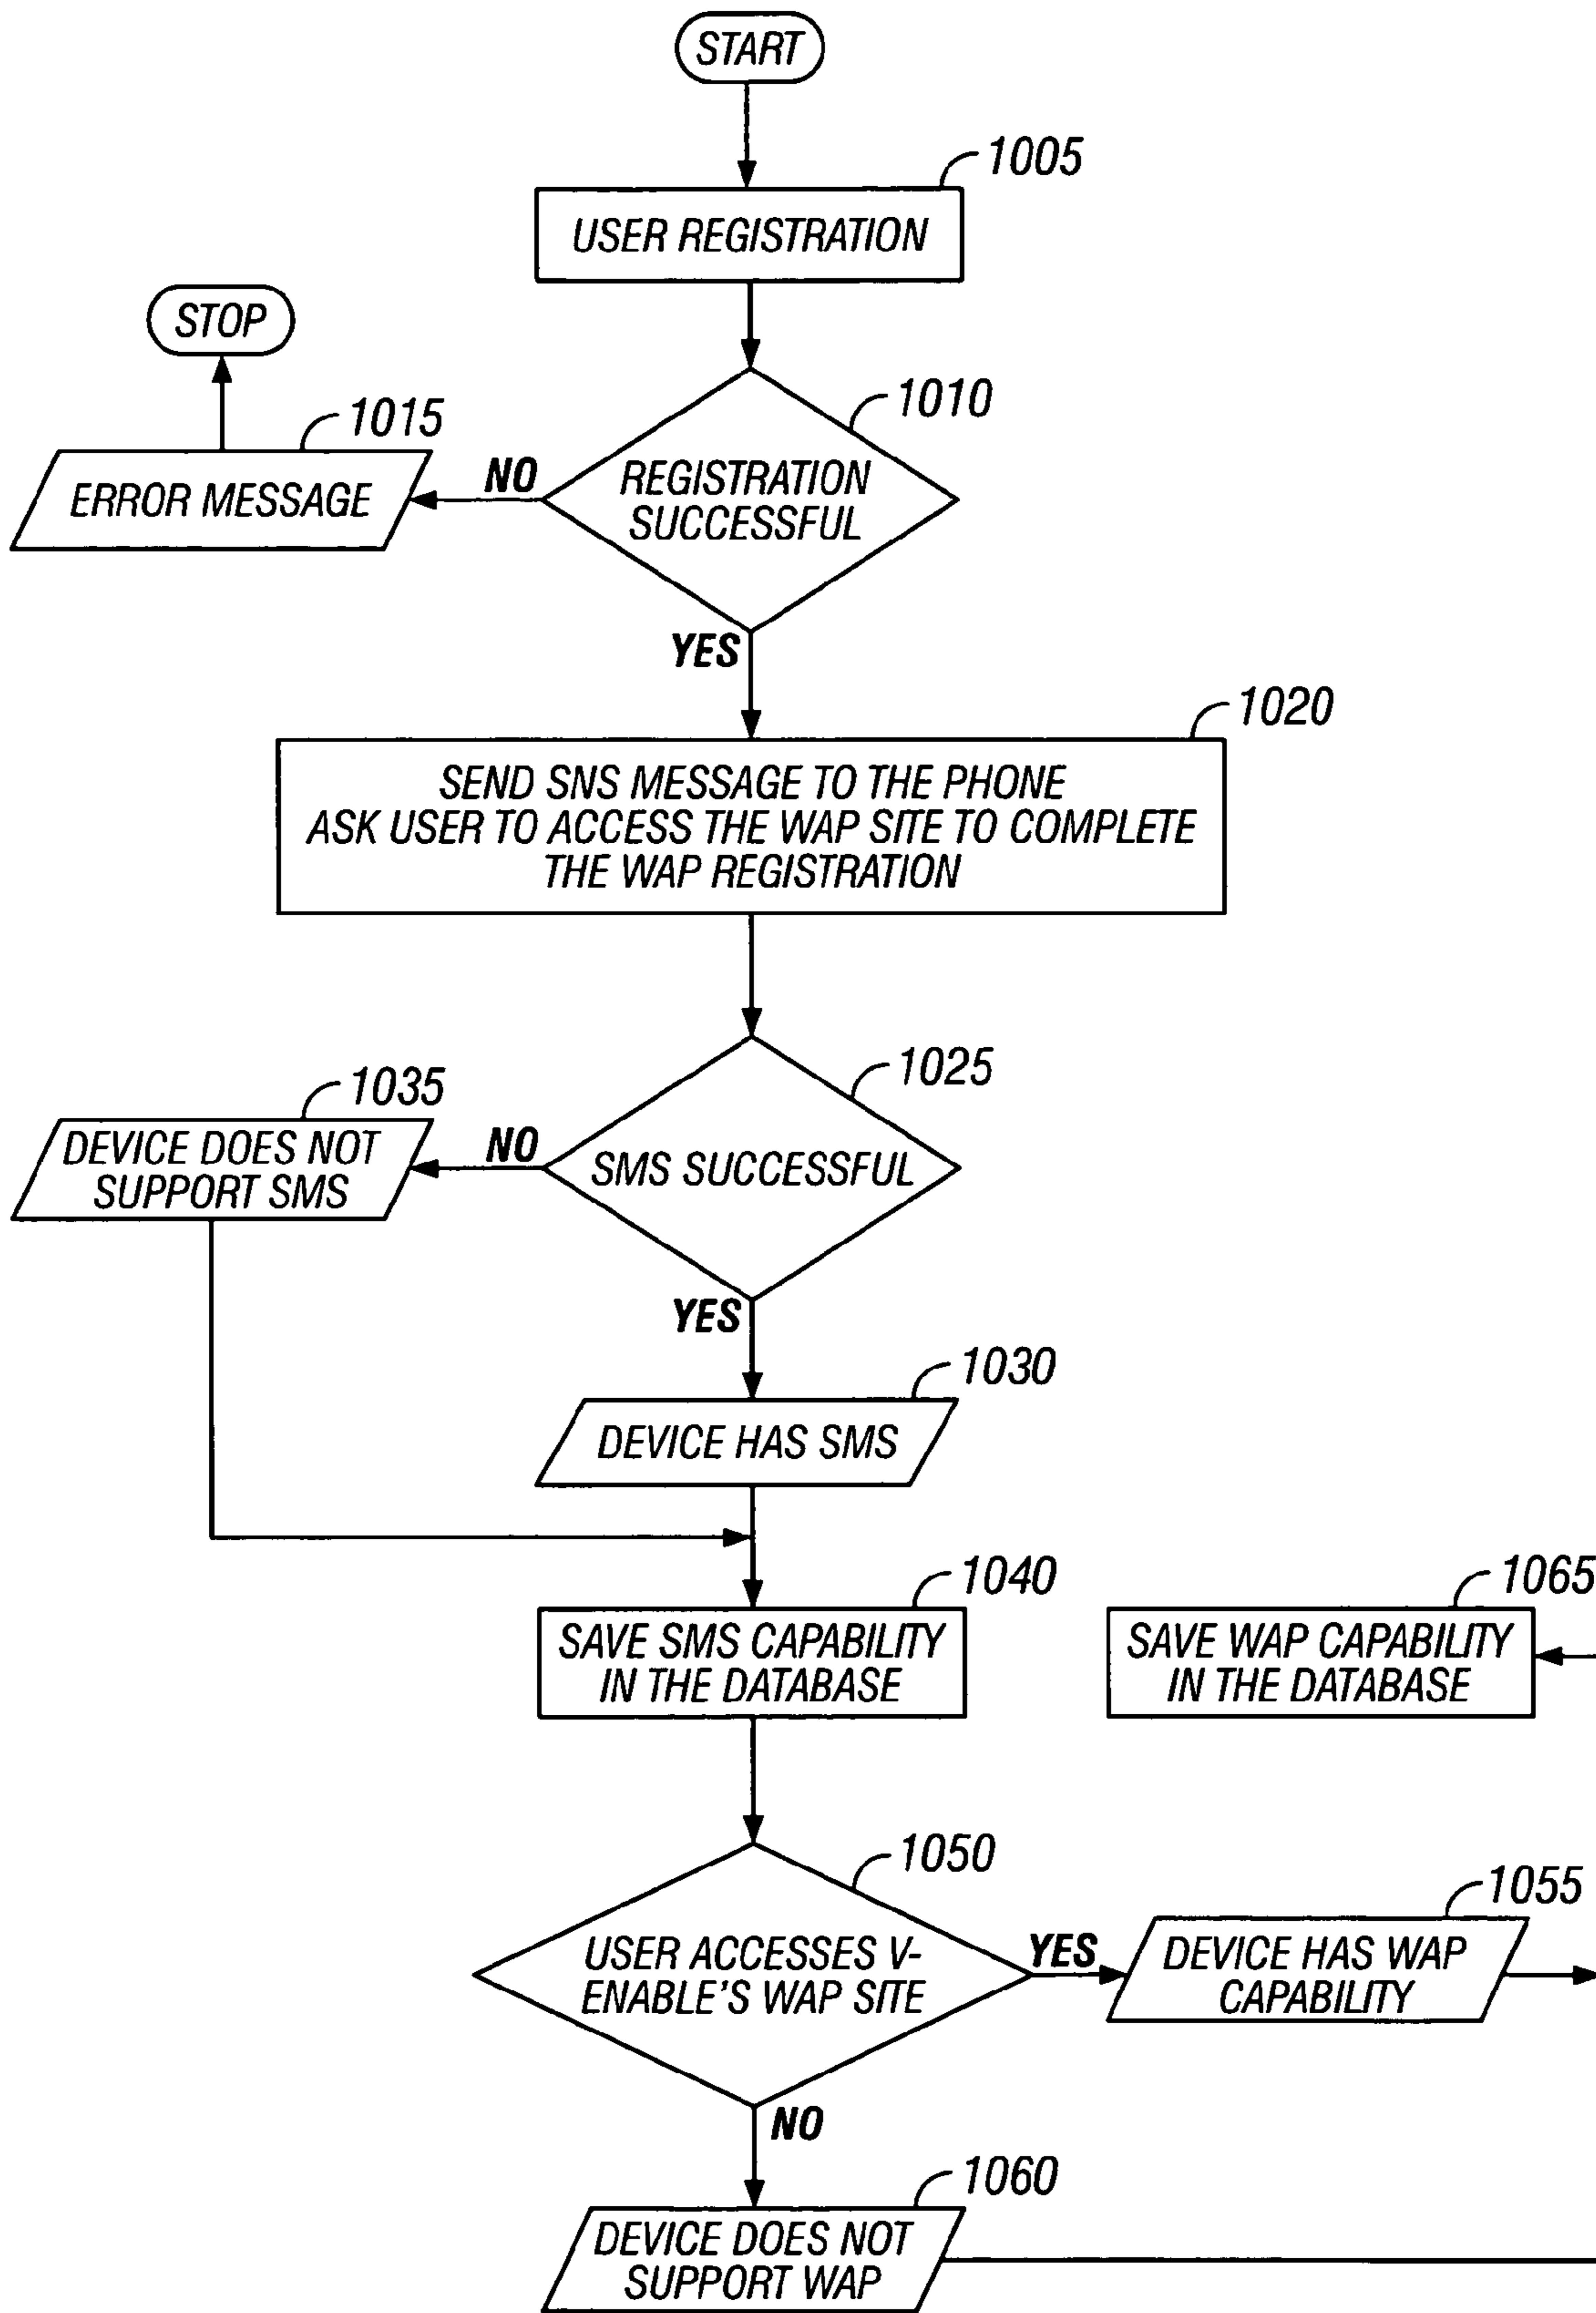 START
1005
USER REGISTRATION
STOP
1010
1015
REGISTRATION
SUCCESSFUL
NO
ERROR MESSAGE
YES
1020
SEND SNS MESSAGE TO THE PHONE
ASK USER TO ACCESS THE WAP SITE TO COMPLETE
THE WAP REGISTRATION
1025
1035
NO
DEVICE DOES NOT
SUPPORT SMS
SMS SUCCESSFUL
YES
1030
DEVICE HAS SMS
1040
1065
SAVE SMS CAPABILITY
IN THE DATABASE
SAVE WAP CAPABILITY
IN THE DATABASE
1050
1055
USER ACCESSES V-
ENABLE'S WAP SITE
YES
DEVICE HAS WAP
CAPABILITY
NO
1060
DEVICE DOES NOT
SUPPORT WAP